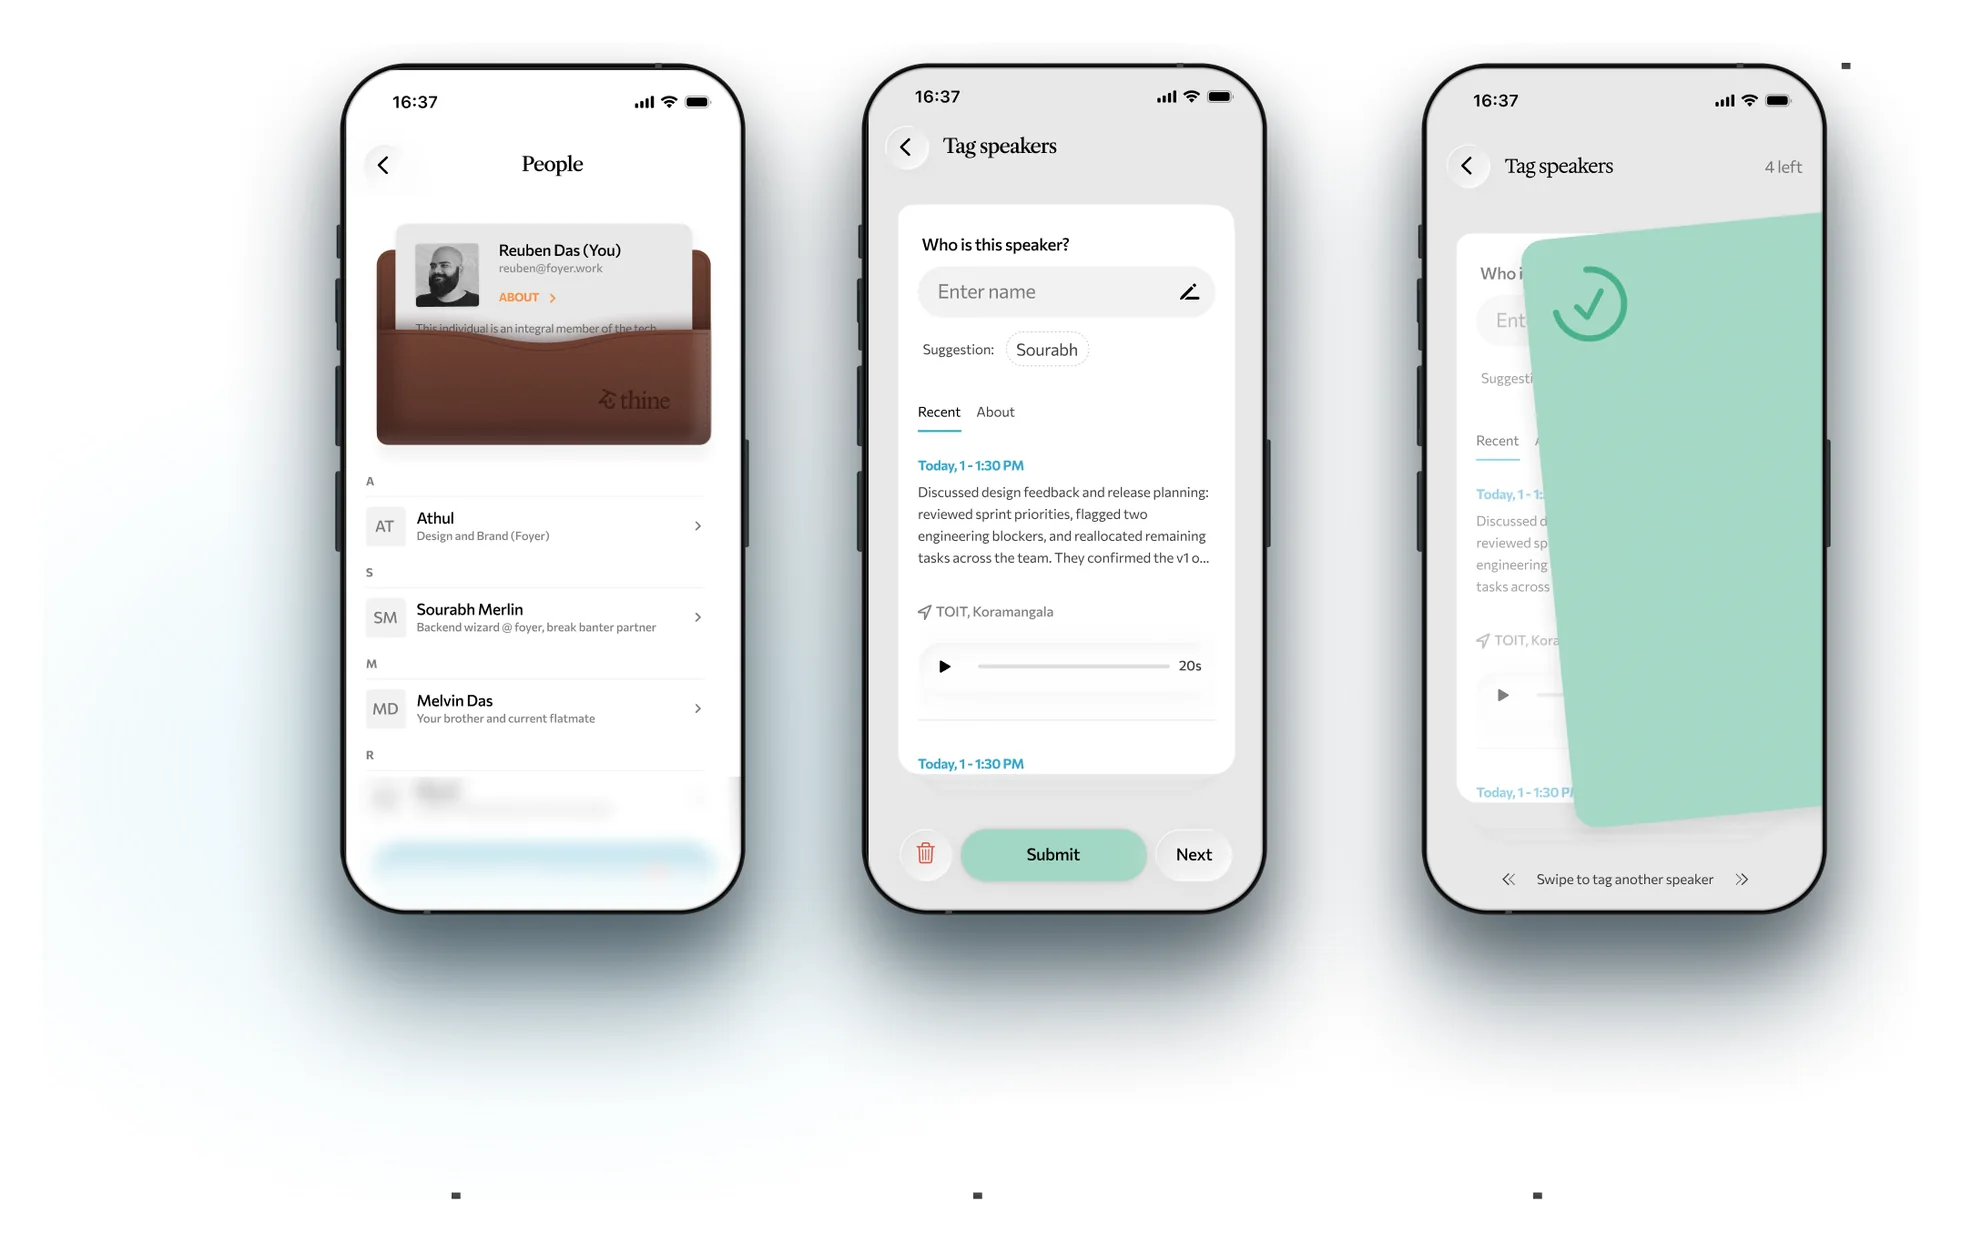 16:37
People
Reuben Das (You)
reuben@foyer.work
ABOUT
This individual is an integral member of the tech
thine
A
AT
Athul
Design and Brand (Foyer)
S
SM
Sourabh Merlin
Backend wizard @ foyer, break banter partner
M
MD
Melvin Das
Your brother and current flatmate
R
16:37
Tag speakers
Who is this speaker?
Enter name
Suggestion:
Sourabh
Recent
About
Today, 1 - 1:30 PM
Discussed design feedback and release planning:
reviewed sprint priorities, flagged two
engineering blockers, and reallocated remaining
tasks across the team. They confirmed the v1 o...
TOIT, Koramangala
20s
Today, 1 - 1:30 PM
Submit
Next
16:37
Tag speakers
4 left
Who i
Ent
Suggesti
Recent
Today, 1 - 1:
Discussed d
reviewed sp
engineering
tasks across
TOIT, Kora
Today, 1 - 1:30 P
Swipe to tag another speaker